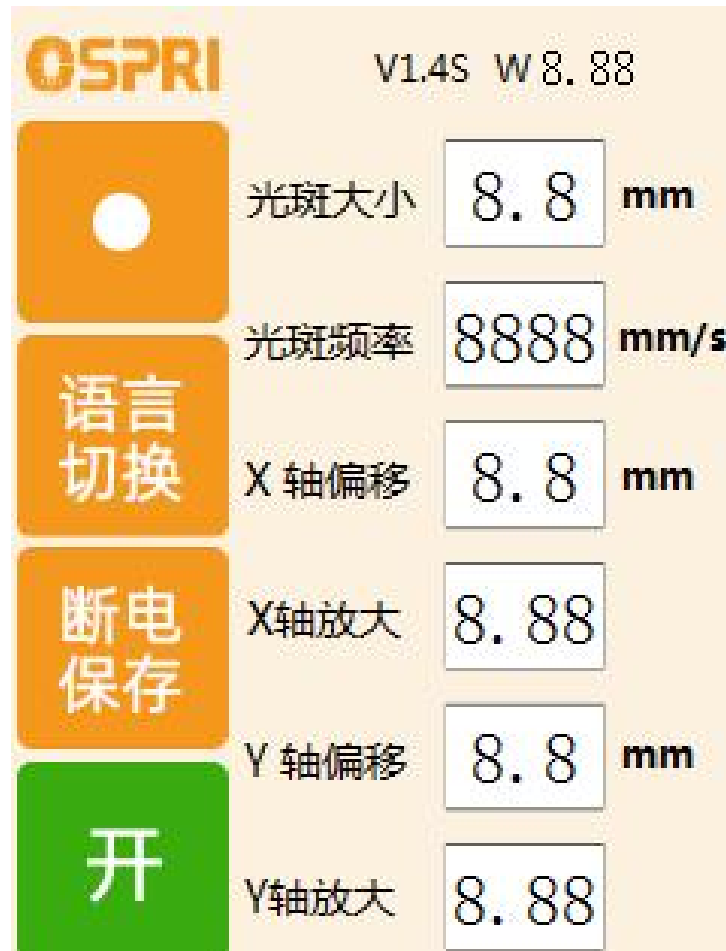 OSPRI V1.4S W 8.88
光斑大小 8.8 mm
光斑频率 8888 mm/s
语言
切换
X 轴偏移 8.8 mm
断电
保存
X轴放大 8.88
Y 轴偏移 8.8 mm
开
Y轴放大 8.88